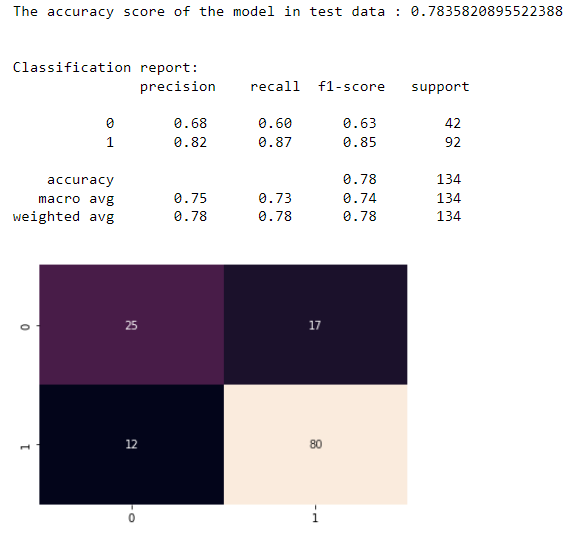 The accuracy score of the model in test data : 0.7835820895522388
Classification report:
precision recall f1-score support
0 0.68 0.60 0.63 42
1 0.82 0.87 0.85 92
accuracy 0.78 134
macro avg 0.75 0.73 0.74 134
weighted avg 0.78 0.78 0.78 134
0 25 17
1 12 80
0 1